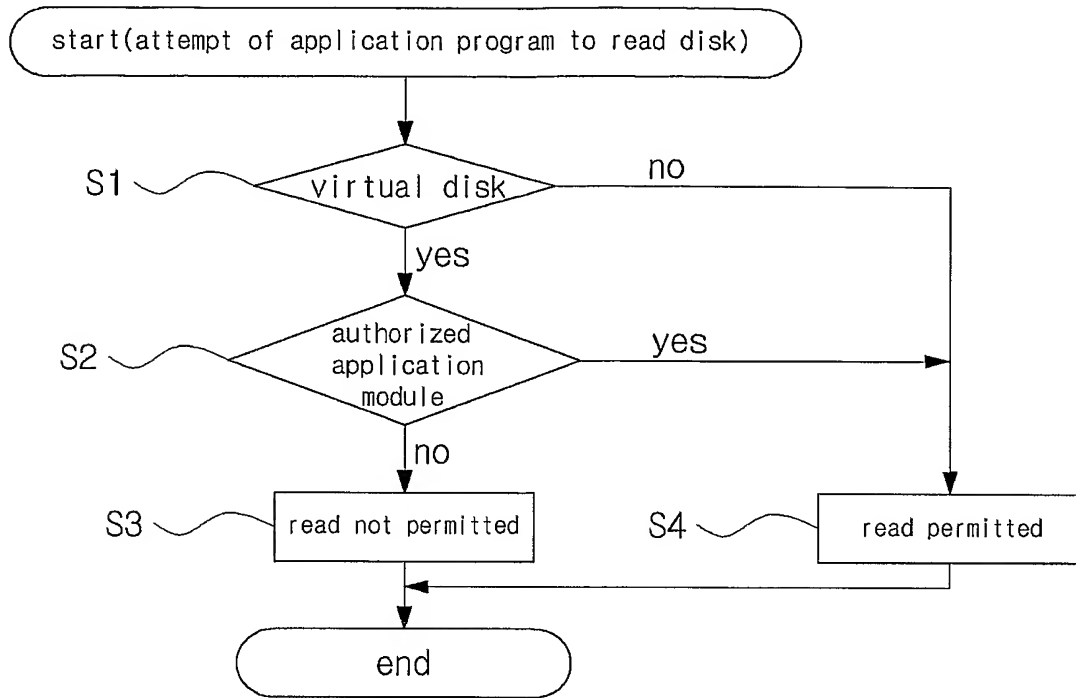 start(attempt of application program to read disk)
S1
virtual disk
no
yes
S2
authorized
application
module
yes
no
S3
read not permitted
S4
read permitted
end